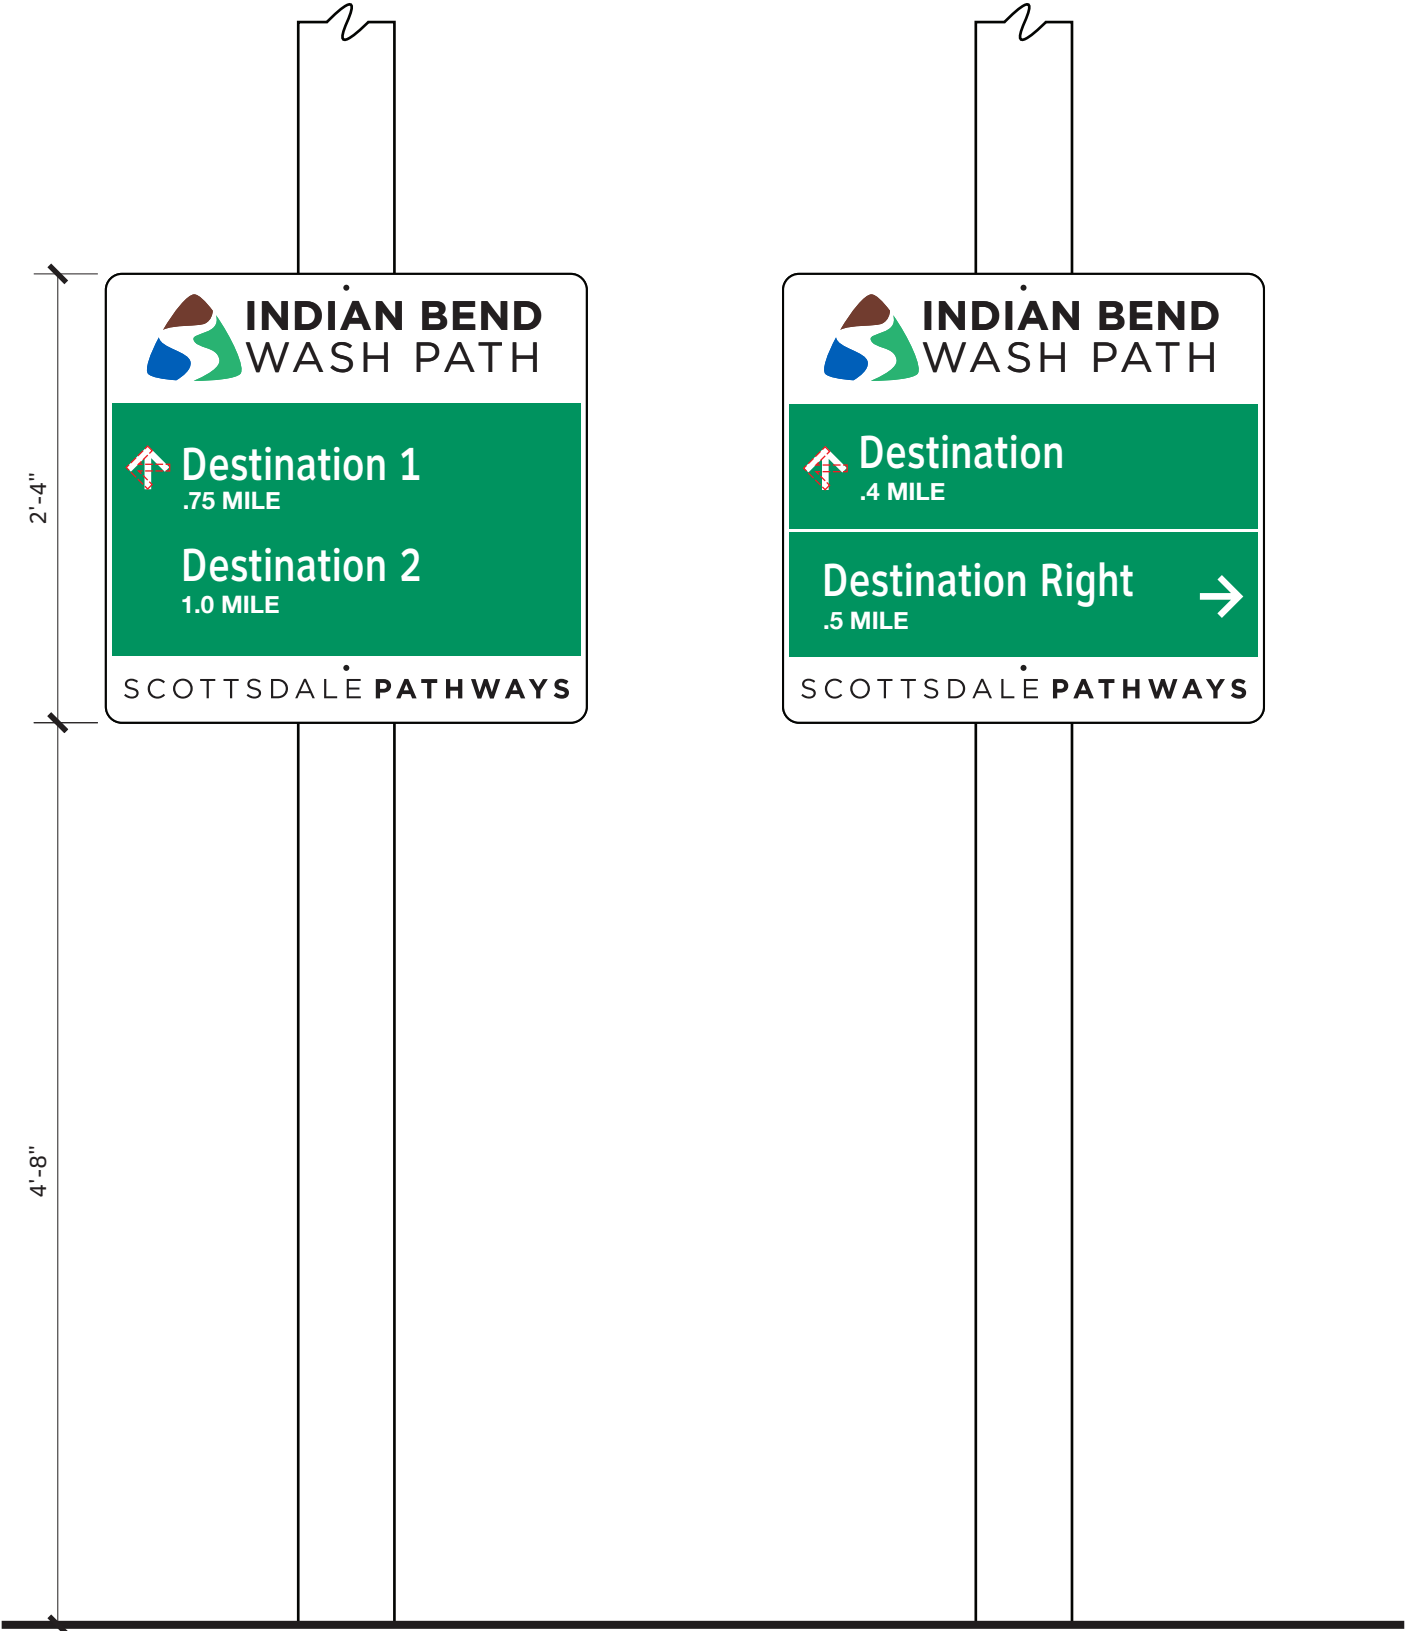 INDIAN BEND
WASH PATH
Destination 1
.75 MILE
Destination 2
1.0 MILE
SCOTTSDALE PATHWAYS
INDIAN BEND
WASH PATH
Destination
.4 MILE
Destination Right
.5 MILE
SCOTTSDALE PATHWAYS
2'-4"
4'-8"